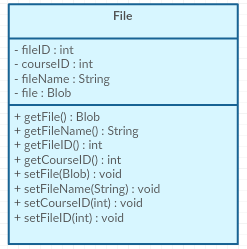 File
- fileID : int
- courseID : int
- fileName : String
- file : Blob
+ getFile() : Blob
+ getFileName() : String
+ getFileID() : int
+ getCourseID() : int
+ setFile(Blob) : void
+ setFileName(String) : void
+ setCourseID(int) : void
+ setFileID(int) : void